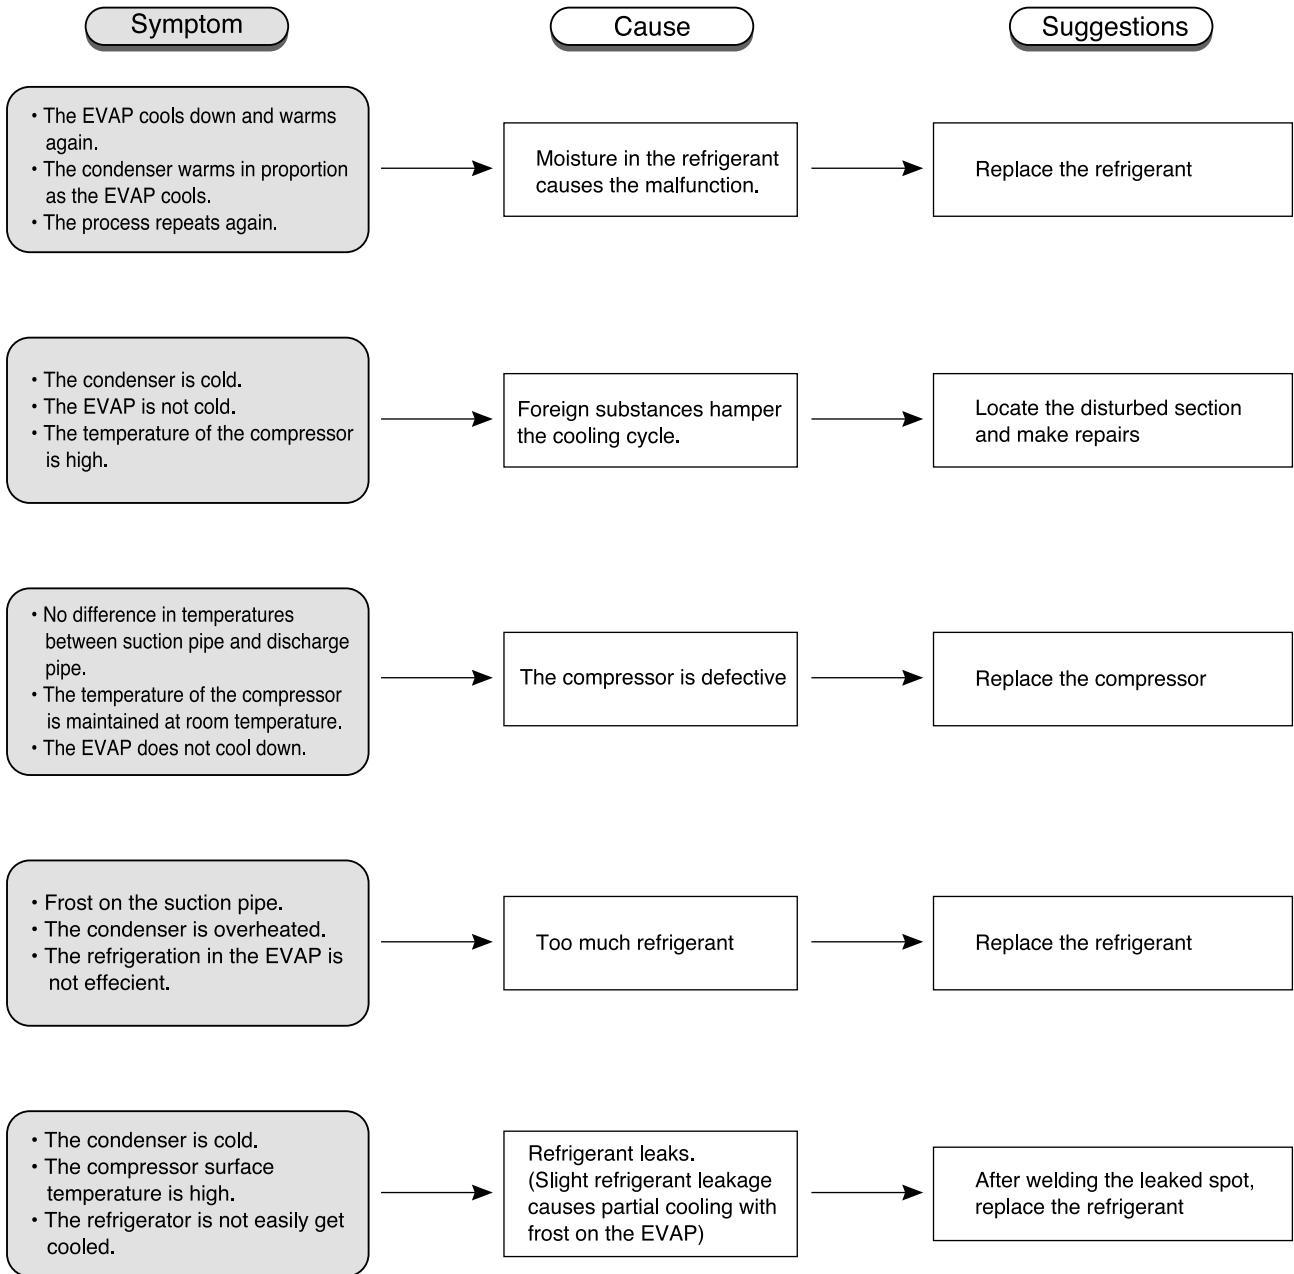 Symptom
Cause
Suggestions
• The EVAP cools down and warms
again.
• The condenser warms in proportion
as the EVAP cools.
• The process repeats again.
Moisture in the refrigerant
causes the malfunction.
Replace the refrigerant
• The condenser is cold.
• The EVAP is not cold.
• The temperature of the compressor
is high.
Foreign substances hamper
the cooling cycle.
Locate the disturbed section
and make repairs
• No difference in temperatures
between suction pipe and discharge
pipe.
• The temperature of the compressor
is maintained at room temperature.
• The EVAP does not cool down.
The compressor is defective
Replace the compressor
• Frost on the suction pipe.
• The condenser is overheated.
• The refrigeration in the EVAP is
not effecient.
Too much refrigerant
Replace the refrigerant
• The condenser is cold.
• The compressor surface
temperature is high.
• The refrigerator is not easily get
cooled.
Refrigerant leaks.
(Slight refrigerant leakage
causes partial cooling with
frost on the EVAP)
After welding the leaked spot,
replace the refrigerant